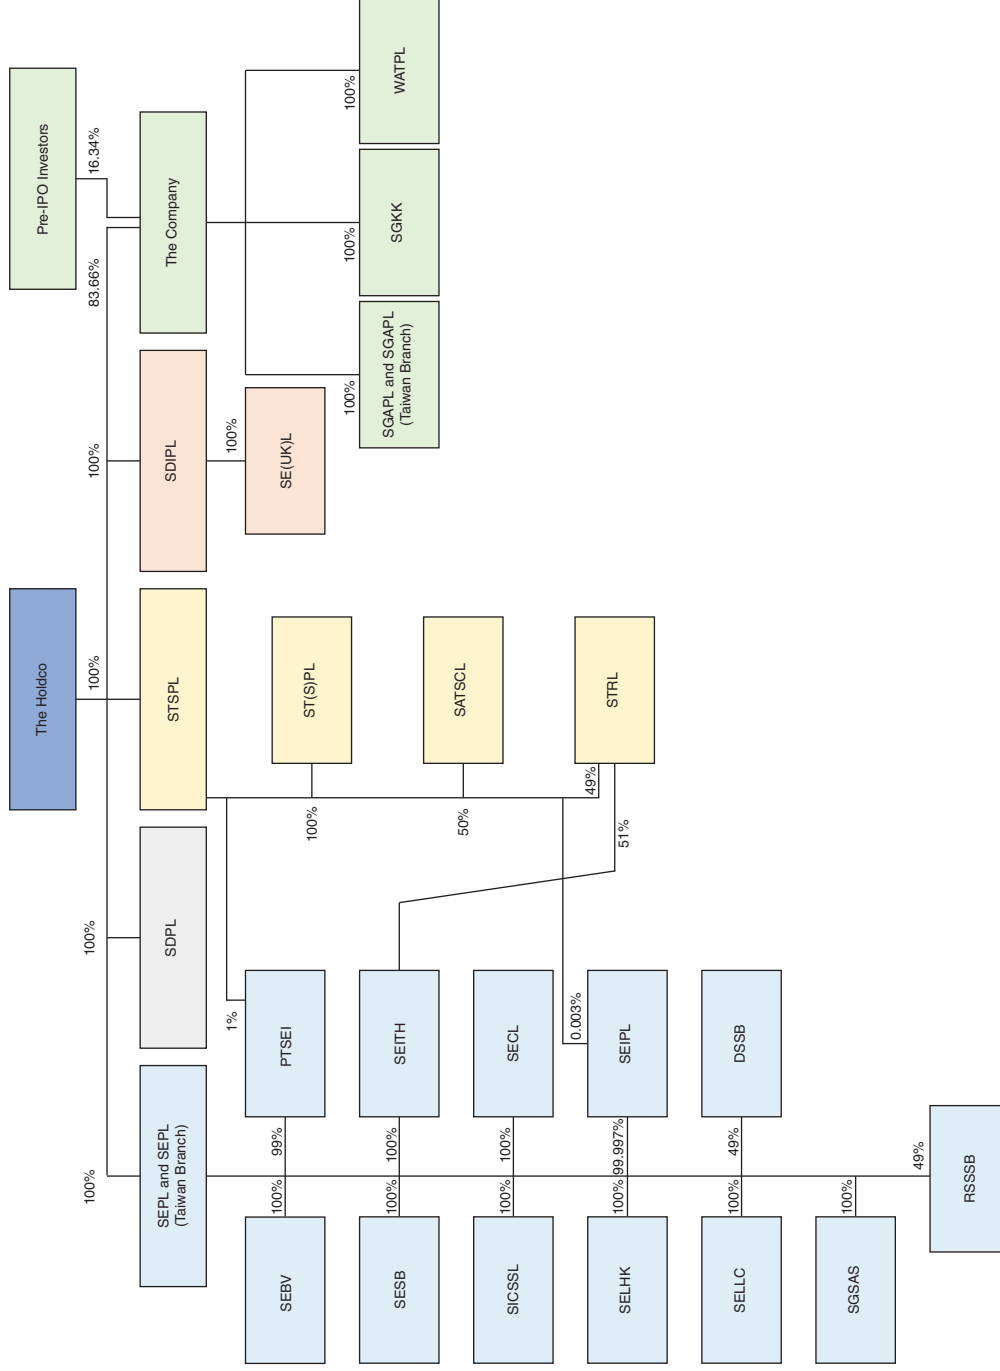 The Holdco
Pre-IPO Investors
100%
100%
100%
100%
83.66%
16.34%
SEPL and SEPL
(Taiwan Branch)
SDPL
STSPL
SDIPL
The Company
1%
100%
SE(UK)L
100%
100%
100%
SGAPL and SGAPL
(Taiwan Branch)
SGKK
WATPL
100%
ST(S)PL
50%
SATSCL
49%
51%
STRL
SEBV
100%
99%
PTSEI
SESB
100%
100%
SEITH
SICSSL
100%
100%
SECL
0.003%
SELHK
100%
99.997%
SEIPL
SELLC
100%
49%
DSSB
SGSAS
100%
49%
RSSSB